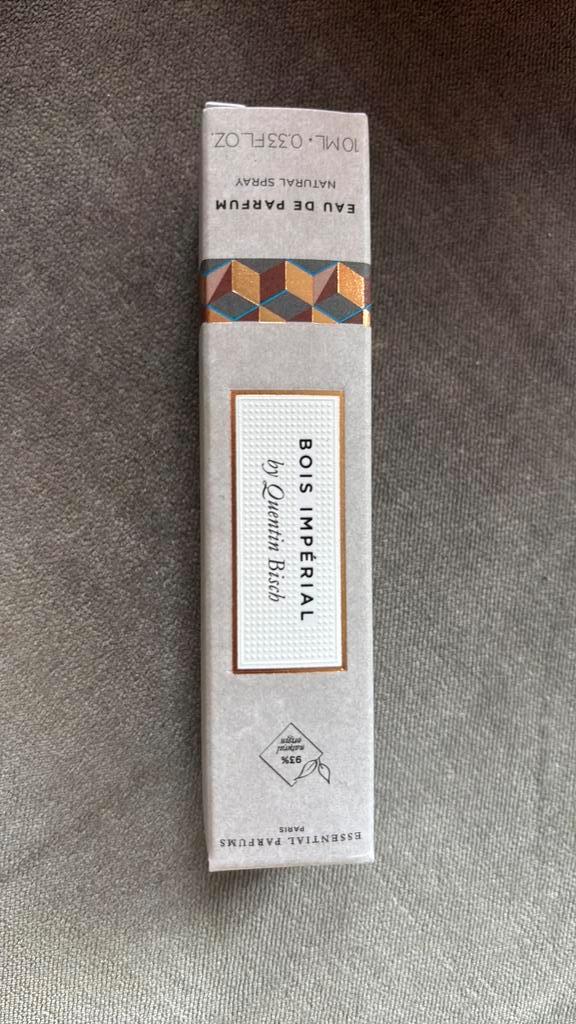 ESSENTIAL PARFUMS
PARIS
93%
natural
origin
BOIS IMPÉRIAL
by Quentin Bisch
EAU DE PARFUM
NATURAL SPRAY
10ML • 0.33FL.OZ.